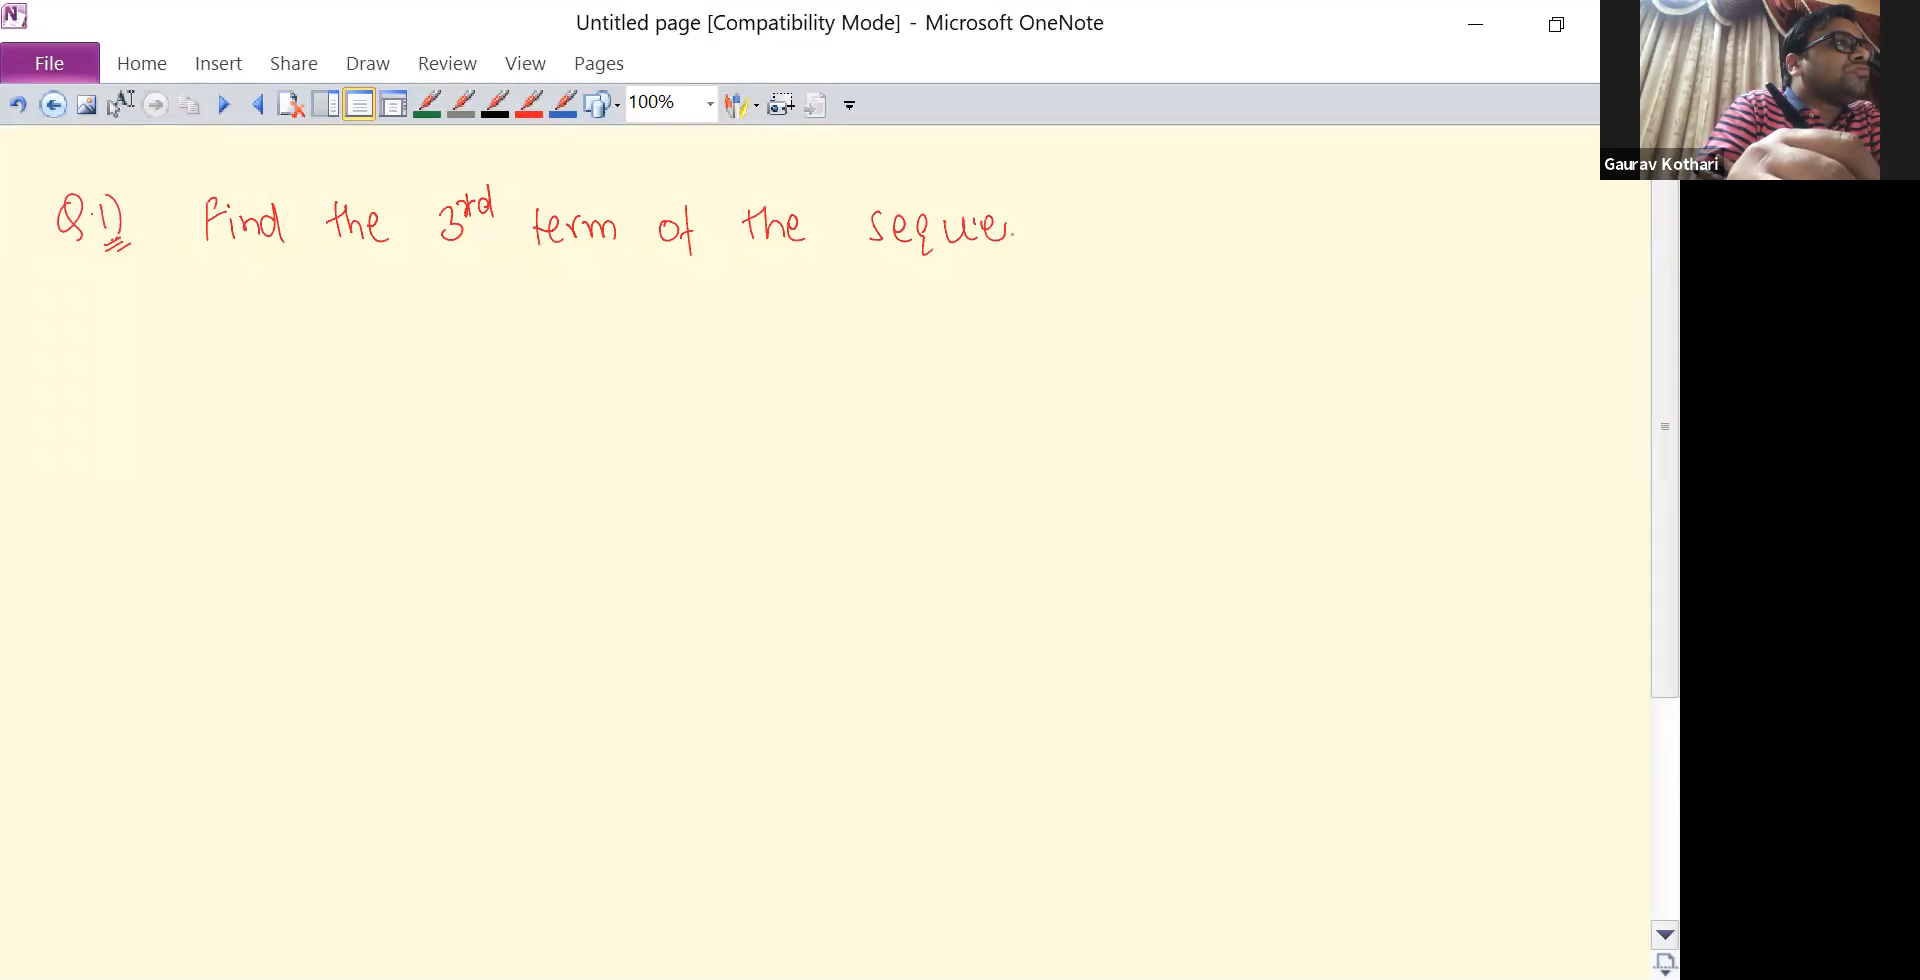 Untitled page [Compatibility Mode] - Microsoft OneNote
File Home Insert Share Draw Review View Pages
100%
Gaurav Kothari
Q.1) Find the 3rd term of the seque